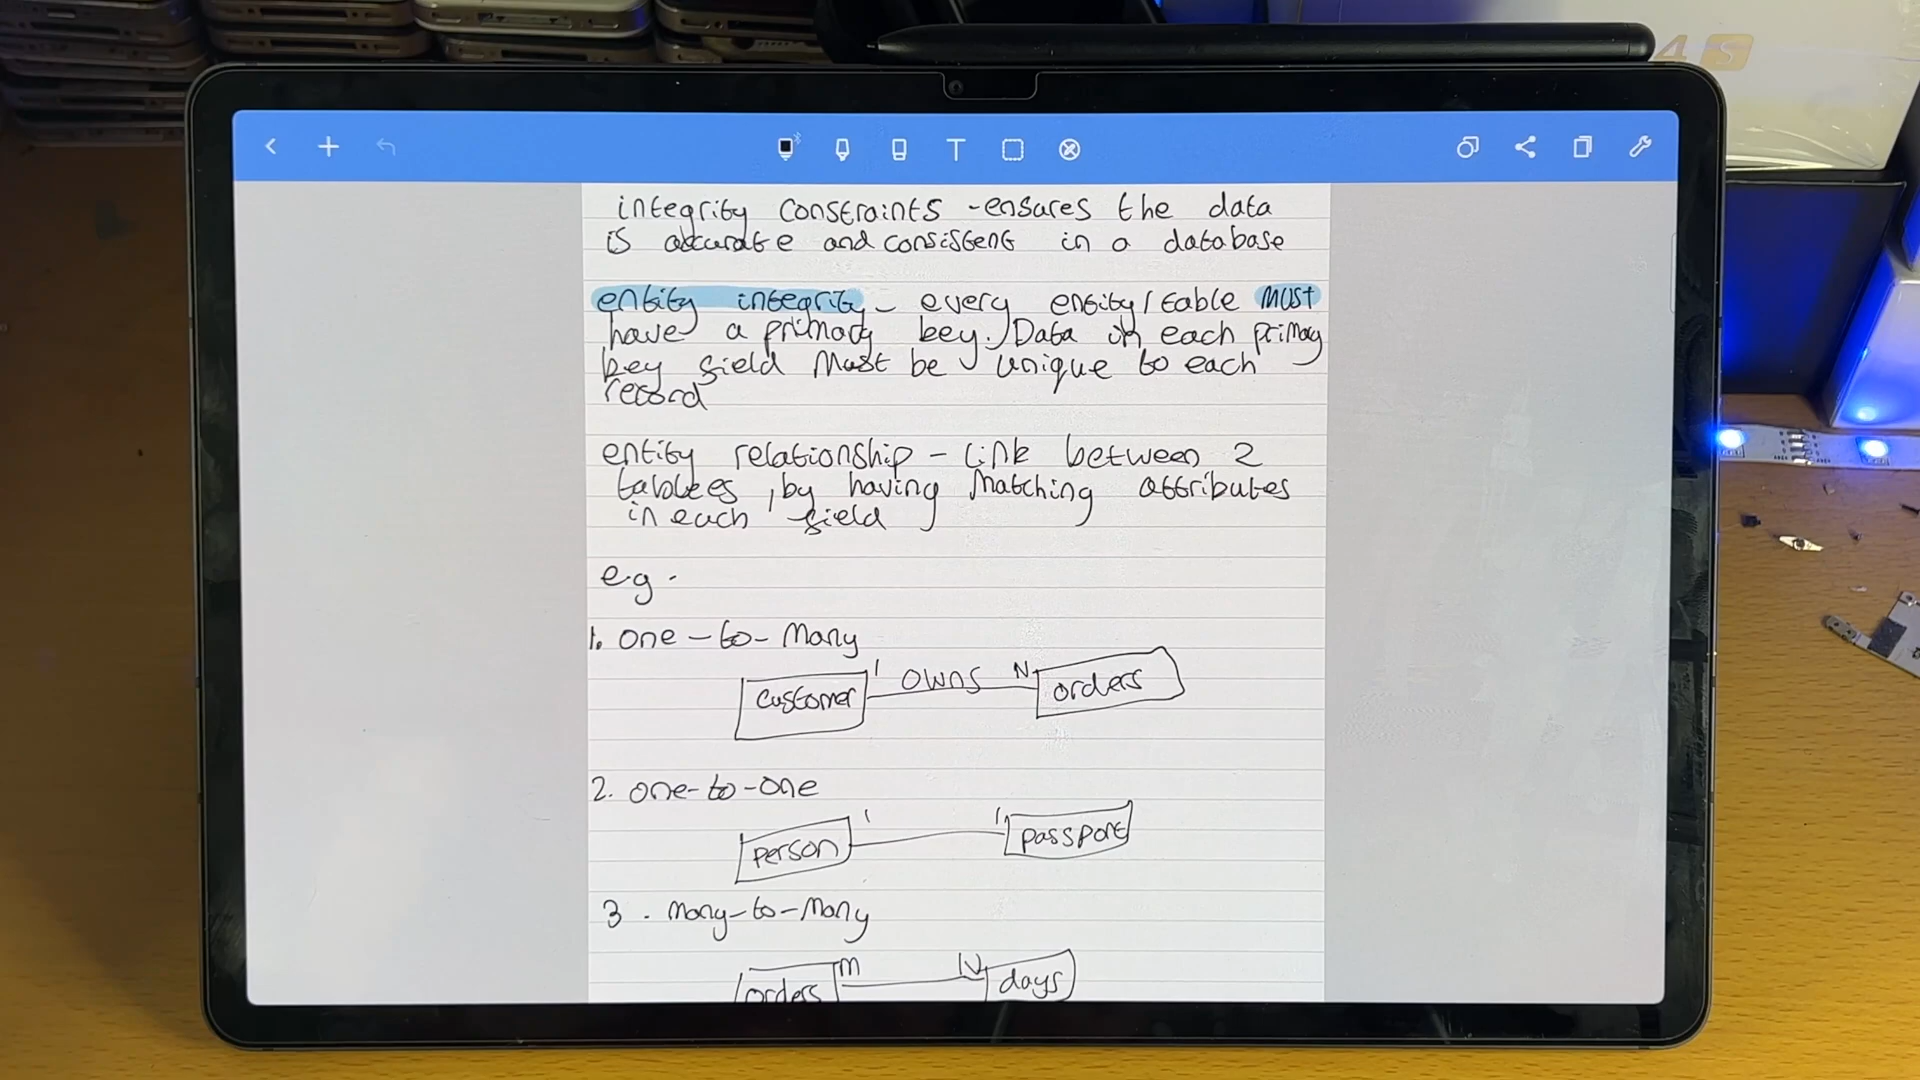 4S
T
integrity constraints - ensures the data
is accurate and consistent in a database
entity integrity - every entity/table MUST
have a primary key. Data in each primary
key field Must be unique to each
record
entity relationship - link between 2
tablees, by having Matching attributes
in each field
e.g.
1. one-to-Many
customer 1 owns N orders
2. one-to-one
person 1 1 passport
3. Many-to-Many
orders M N days